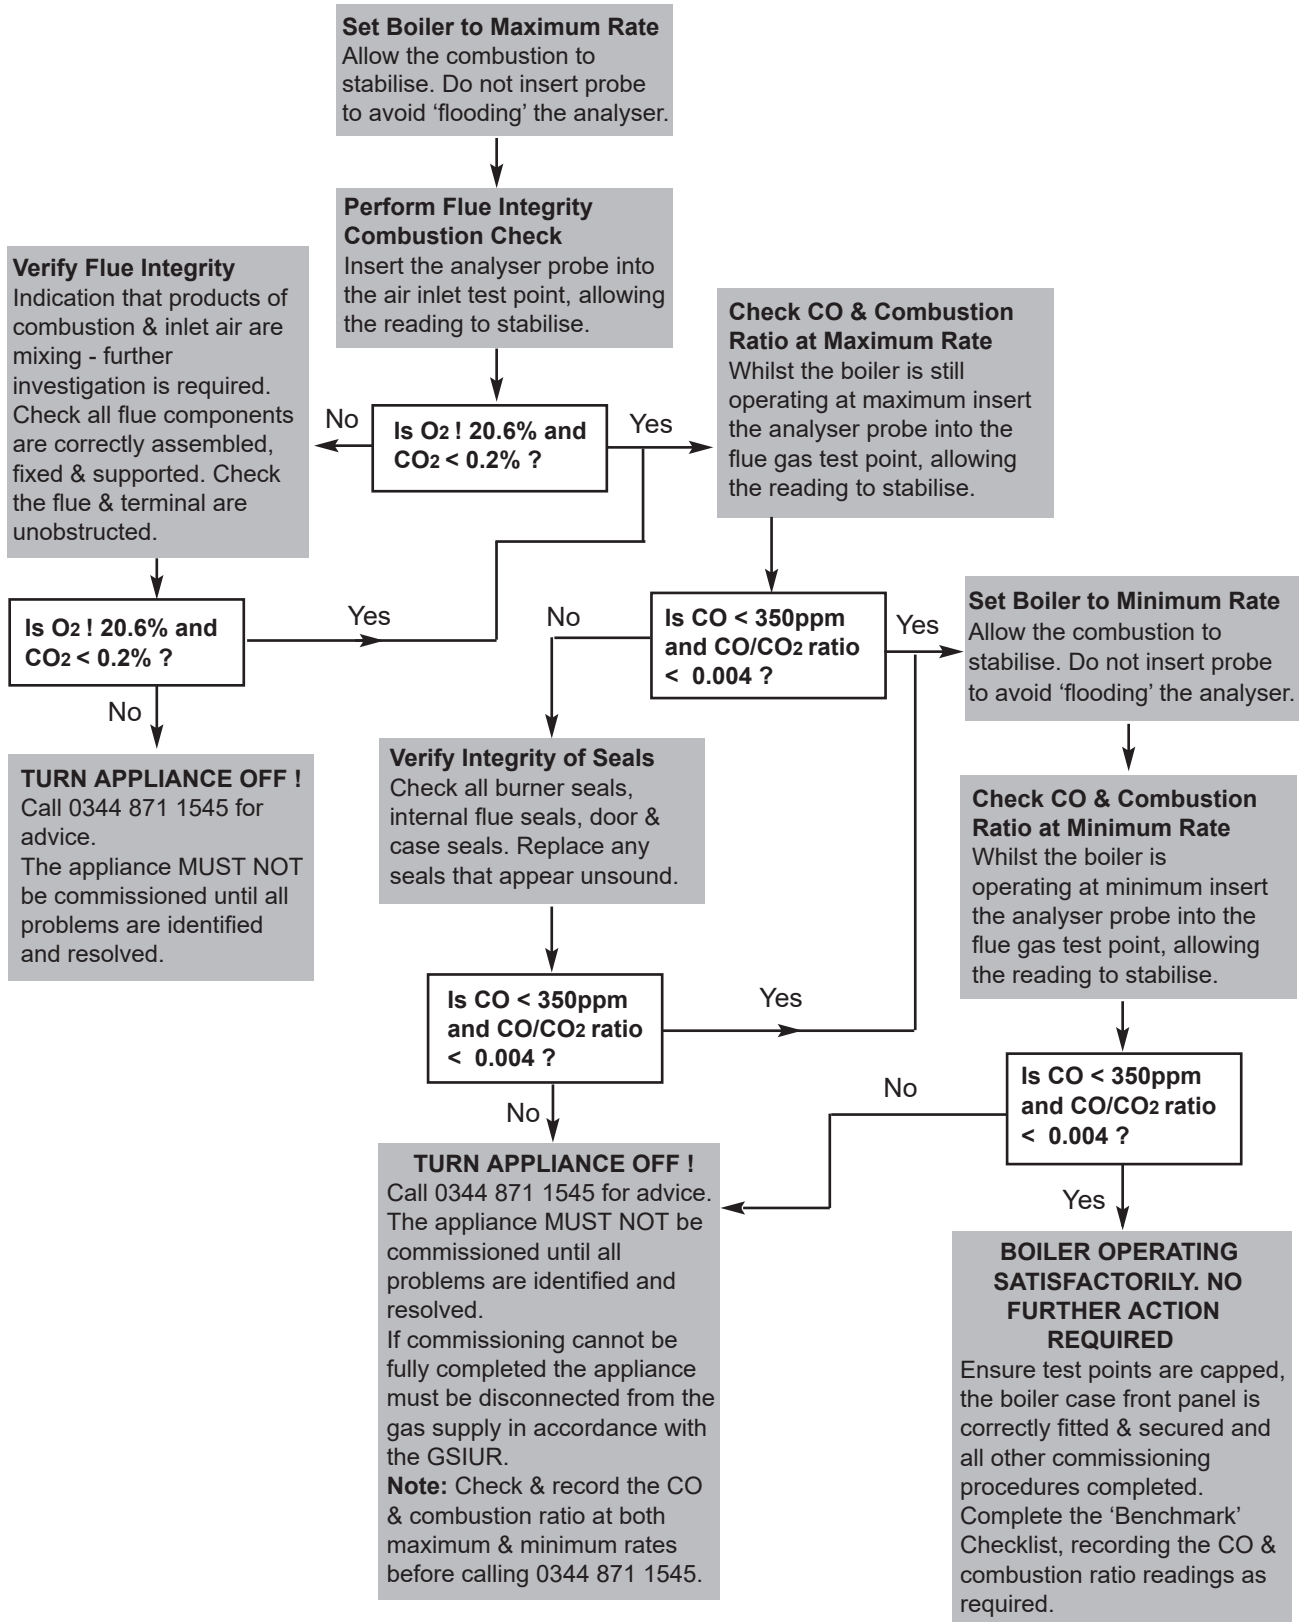 Set Boiler to Maximum Rate
Allow the combustion to
stabilise. Do not insert probe
to avoid ‘flooding’ the analyser.
Perform Flue Integrity
Combustion Check
Insert the analyser probe into
the air inlet test point, allowing
the reading to stabilise.
Verify Flue Integrity
Indication that products of
combustion & inlet air are
mixing - further
investigation is required.
Check all flue components
are correctly assembled,
fixed & supported. Check
the flue & terminal are
unobstructed.
No
Is O2 ! 20.6% and
CO2 < 0.2% ?
Yes
Check CO & Combustion
Ratio at Maximum Rate
Whilst the boiler is still
operating at maximum insert
the analyser probe into the
flue gas test point, allowing
the reading to stabilise.
Is O2 ! 20.6% and
CO2 < 0.2% ?
Yes
No
TURN APPLIANCE OFF !
Call 0344 871 1545 for
advice.
The appliance MUST NOT
be commissioned until all
problems are identified
and resolved.
No
Is CO < 350ppm
and CO/CO2 ratio
< 0.004 ?
Yes
Set Boiler to Minimum Rate
Allow the combustion to
stabilise. Do not insert probe
to avoid ‘flooding’ the analyser.
Verify Integrity of Seals
Check all burner seals,
internal flue seals, door &
case seals. Replace any
seals that appear unsound.
Check CO & Combustion
Ratio at Minimum Rate
Whilst the boiler is
operating at minimum insert
the analyser probe into the
flue gas test point, allowing
the reading to stabilise.
Is CO < 350ppm
and CO/CO2 ratio
< 0.004 ?
Yes
No
Is CO < 350ppm
and CO/CO2 ratio
< 0.004 ?
No
Yes
TURN APPLIANCE OFF !
Call 0344 871 1545 for advice.
The appliance MUST NOT be
commissioned until all
problems are identified and
resolved.
If commissioning cannot be
fully completed the appliance
must be disconnected from the
gas supply in accordance with
the GSIUR.
Note: Check & record the CO
& combustion ratio at both
maximum & minimum rates
before calling 0344 871 1545.
BOILER OPERATING
SATISFACTORILY. NO
FURTHER ACTION
REQUIRED
Ensure test points are capped,
the boiler case front panel is
correctly fitted & secured and
all other commissioning
procedures completed.
Complete the ‘Benchmark’
Checklist, recording the CO &
combustion ratio readings as
required.